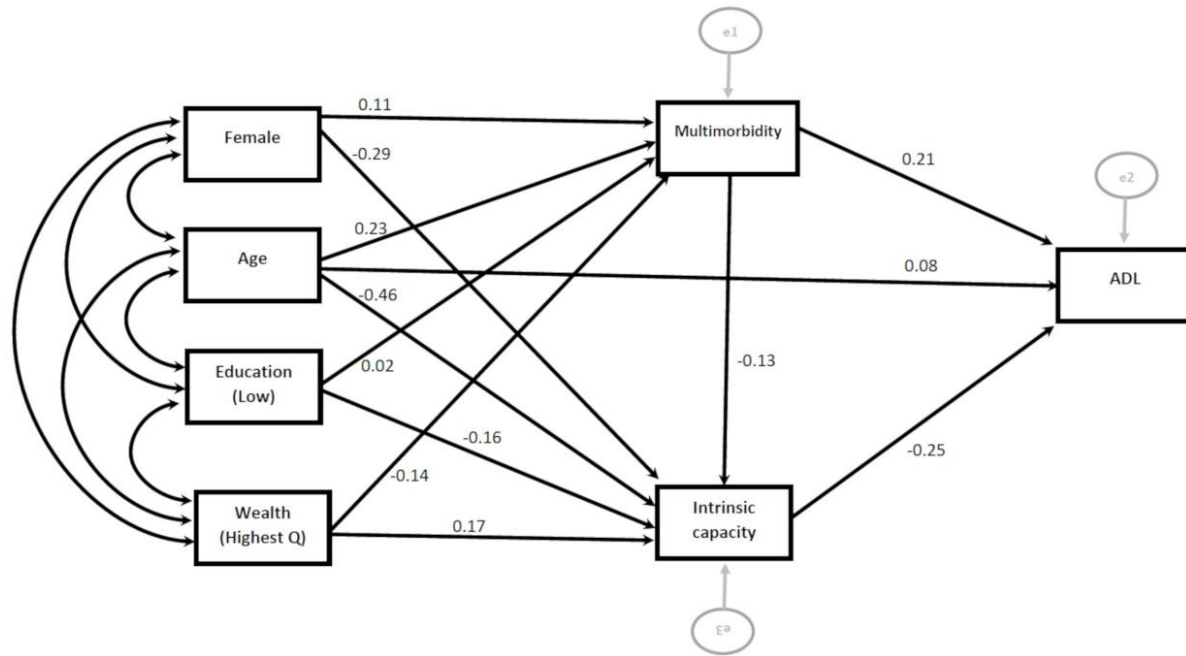 e1
0.11
Female
Multimorbidity
-0.29
0.21
e2
0.23
Age
0.08
ADL
-0.46
Education
(Low)
0.02
-0.13
-0.16
-0.25
-0.14
Wealth
(Highest Q)
0.17
Intrinsic
capacity
e3